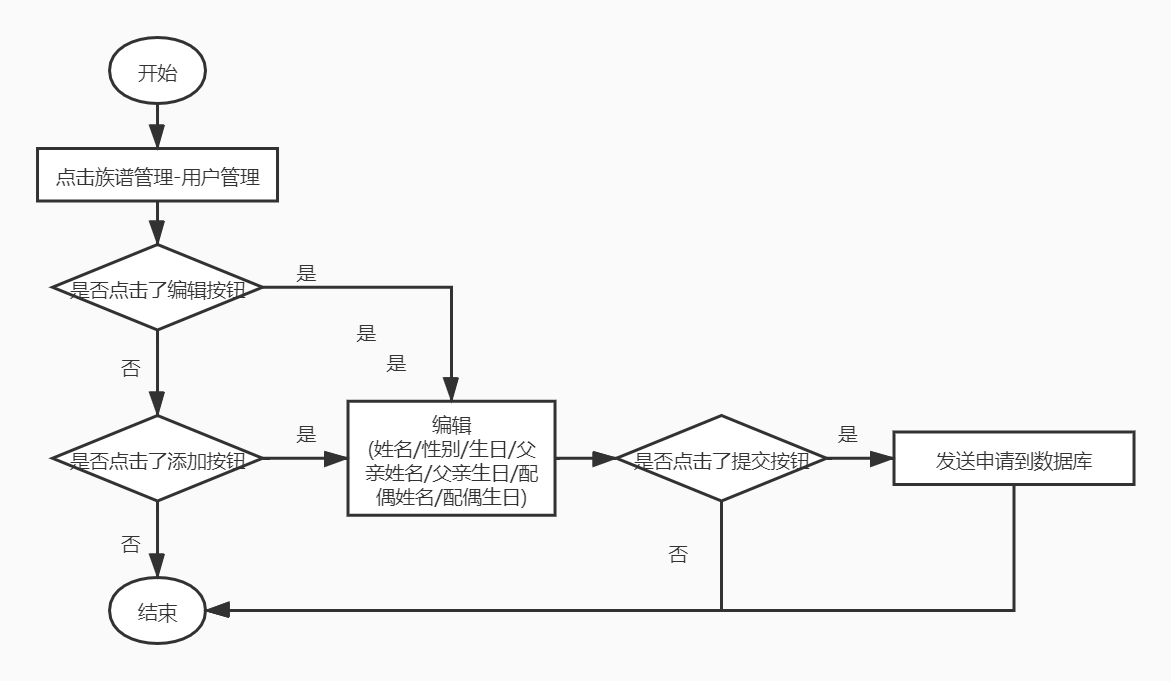 开始
点击族谱管理-用户管理
是否点击了编辑按钮
是
是
是
否
是否点击了添加按钮
是
编辑
(姓名/性别/生日/父
亲姓名/父亲生日/配
偶姓名/配偶生日)
是否点击了提交按钮
是
发送申请到数据库
否
否
结束